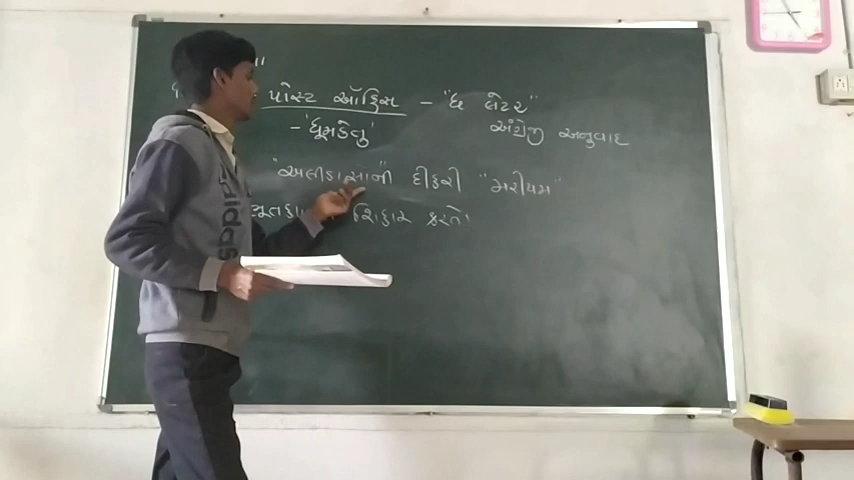 પોસ્ટ ઑફિસ - "ધ લેટર"
- 'ધૂમકેતુ' અંગ્રેજી અનુવાદ
"અલીડોસાની" દીકરી "મરીયમ"
શિકાર કરતો